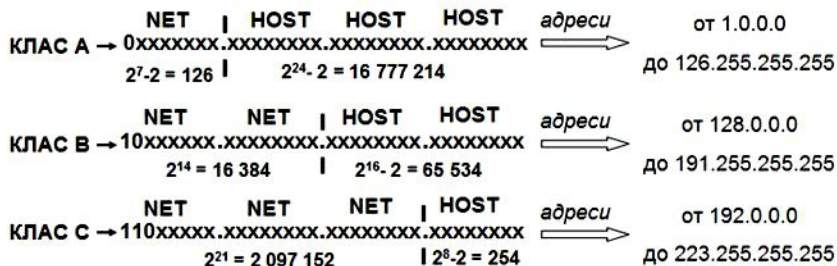 NET HOST HOST HOST адреси от 1.0.0.0
КЛАС A → 0xxxxxxx.xxxxxxxx.xxxxxxxx.xxxxxxxx
2⁷-2 = 126 2²⁴- 2 = 16 777 214 до 126.255.255.255
NET NET HOST HOST адреси от 128.0.0.0
КЛАС B → 10xxxxxx.xxxxxxxx.xxxxxxxx.xxxxxxxx
2¹⁴ = 16 384 2¹⁶- 2 = 65 534 до 191.255.255.255
NET NET NET HOST адреси от 192.0.0.0
КЛАС C → 110xxxxx.xxxxxxxx.xxxxxxxx.xxxxxxxx
2²¹ = 2 097 152 2⁸-2 = 254 до 223.255.255.255